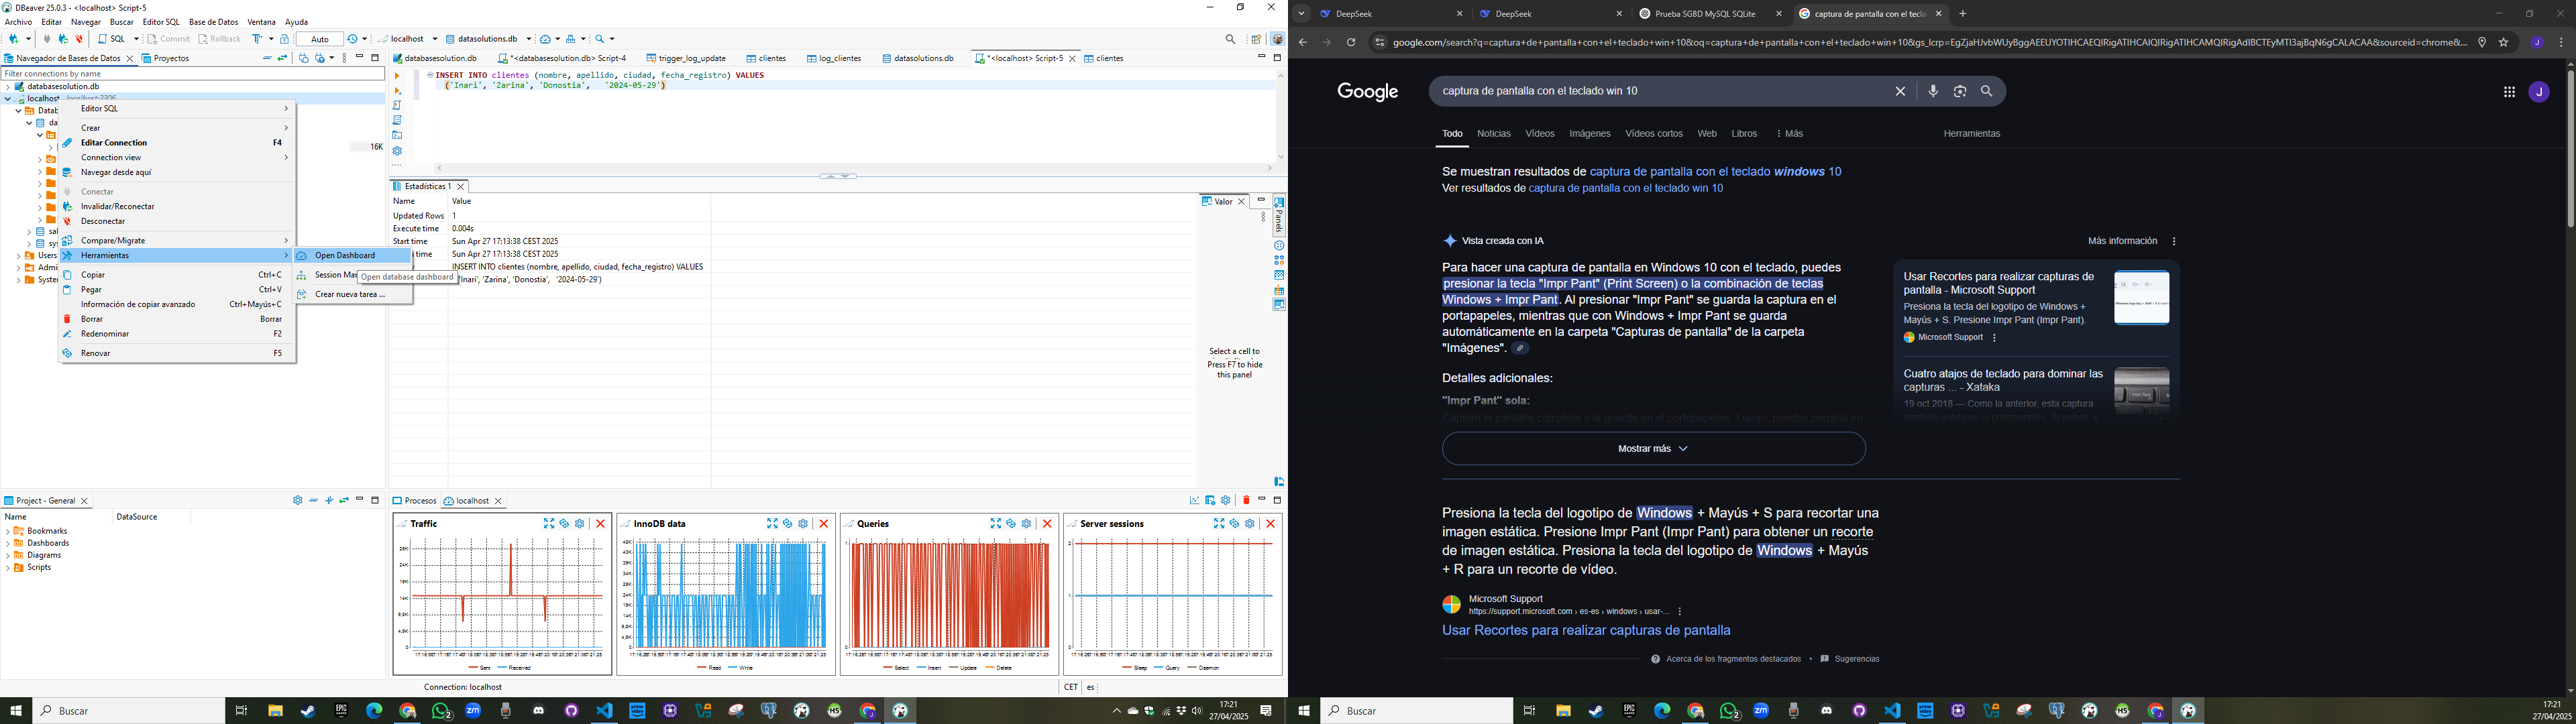 DBeaver 25.0.3 - <localhost> Script-5
Archivo Editar Navegar Buscar Editor SQL Base de Datos Ventana Ayuda
SQL Commit Rollback Auto localhost datasolutions.db
Navegador de Bases de Datos Proyectos
Filter connections by name
databasesolution.db
localhost localhost:3306
16K
Users
Editor SQL
Crear
Editar Connection F4
Connection view
Navegar desde aquí
Conectar
Invalidar/Reconectar
Desconectar
Compare/Migrate
Herramientas
Copiar Ctrl+C
Pegar Ctrl+V
Información de copiar avanzado Ctrl+Mayús+C
Borrar Borrar
Redenominar F2
Renovar F5
Open Dashboard
Session Mar
Open database dashboard
Crear nueva tarea ...
databasesolution.db *<databasesolution.db> Script-4 trigger_log_update clientes log_clientes datasolutions.db *<localhost> Script-5 clientes
INSERT INTO clientes (nombre, apellido, ciudad, fecha_registro) VALUES
('Inari', 'Zarina', 'Donostia', '2024-05-29')
Estadísticas 1
Name Value
Updated Rows 1
Execute time 0.004s
Start time Sun Apr 27 17:13:38 CEST 2025
time Sun Apr 27 17:13:38 CEST 2025
INSERT INTO clientes (nombre, apellido, ciudad, fecha_registro) VALUES
'Inari', 'Zarina', 'Donostia', '2024-05-29')
Valor
Panels
Select a cell to
Press F7 to hide
this panel
Project - General
Name DataSource
Bookmarks
Dashboards
Diagrams
Scripts
Procesos localhost
Traffic
Sent Received
InnoDB data
Read Write
Queries
Select Insert Update Delete
Server sessions
Sleep Query Daemon
Connection: localhost
CET es
Buscar
17:21
27/04/2025
DeepSeek
DeepSeek
Prueba SGBD MySQL SQLite
captura de pantalla con el tecla
google.com/search?q=captura+de+pantalla+con+el+teclado+win+10&oq=captura+de+pantalla+con+el+teclado+win+10&gs_lcrp=
Google
captura de pantalla con el teclado win 10
J
Todo Noticias Vídeos Imágenes Vídeos cortos Web Libros Más Herramientas
Se muestran resultados de captura de pantalla con el teclado windows 10
Ver resultados de captura de pantalla con el teclado win 10
Vista creada con IA
Más información
Para hacer una captura de pantalla en Windows 10 con el teclado, puedes
presionar la tecla "Impr o Pant" (Print Screen) o la combinación de teclas
Windows + Impr Pant. Al presionar "Impr Pant" se guarda la captura en el
portapapeles, mientras que con Windows + Impr Pant se guarda
automáticamente en la carpeta "Capturas de pantalla" de la carpeta
"Imágenes".
Detalles adicionales:
"Impr Pant" sola:
Captura la pantalla completa y la guarda en el portapapeles. Luego, puedes pegarla en
Mostrar más
Usar Recortes para realizar capturas de
pantalla - Microsoft Support
Presiona la tecla del logotipo de Windows +
Mayús + S. Presione Impr Pant (Impr Pant).
Microsoft Support
Cuatro atajos de teclado para dominar las
capturas ... - Xataka
19 oct 2018 — Como la anterior, esta captura
Presiona la tecla del logotipo de Windows + Mayús + S para recortar una
imagen estática. Presione Impr Pant (Impr Pant) para obtener un recorte
de imagen estática. Presiona la tecla del logotipo de Windows + Mayús
+ R para un recorte de vídeo.
Microsoft Support
https://support.microsoft.com › es-es › windows › usar-...
Usar Recortes para realizar capturas de pantalla
Acerca de los fragmentos destacados • Sugerencias
Buscar
17:21
27/04/2025